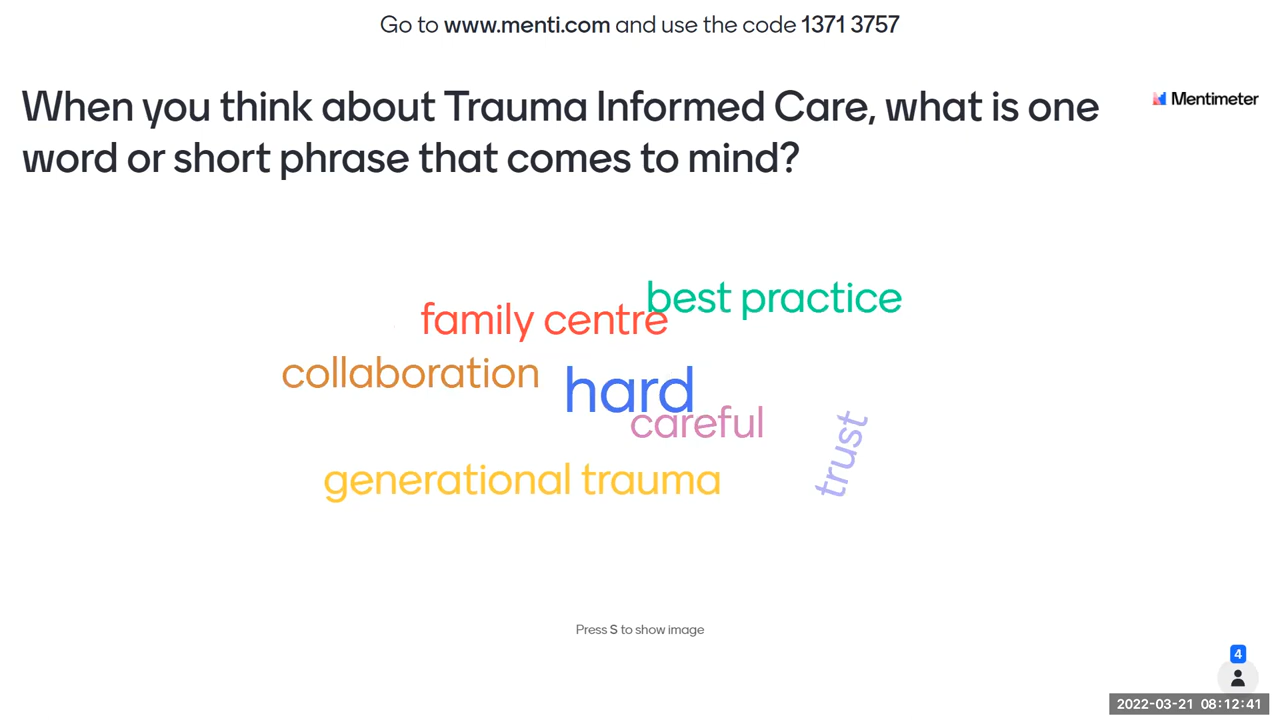 Go to www.menti.com and use the code 1371 3757
When you think about Trauma Informed Care, what is one
word or short phrase that comes to mind?
Mentimeter
best practice
family centre
collaboration
hard
careful
trust
generational trauma
Press S to show image
4
2022-03-21 08:12:41